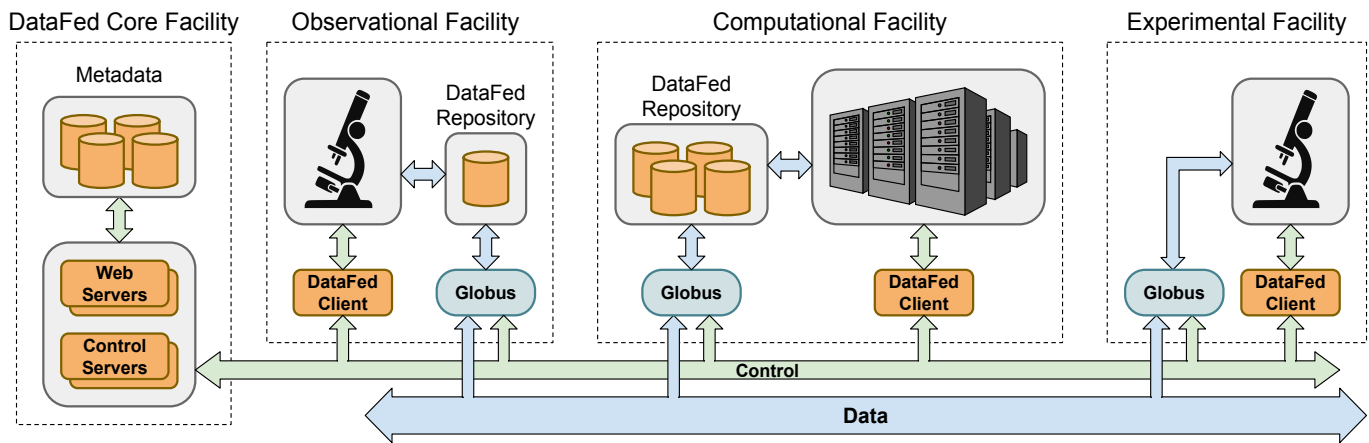 DataFed Core Facility
Metadata
Web
Servers
Control
Servers
Observational Facility
DataFed
Repository
DataFed
Client
Globus
Computational Facility
DataFed
Repository
Globus
DataFed
Client
Experimental Facility
Globus
DataFed
Client
Control
Data